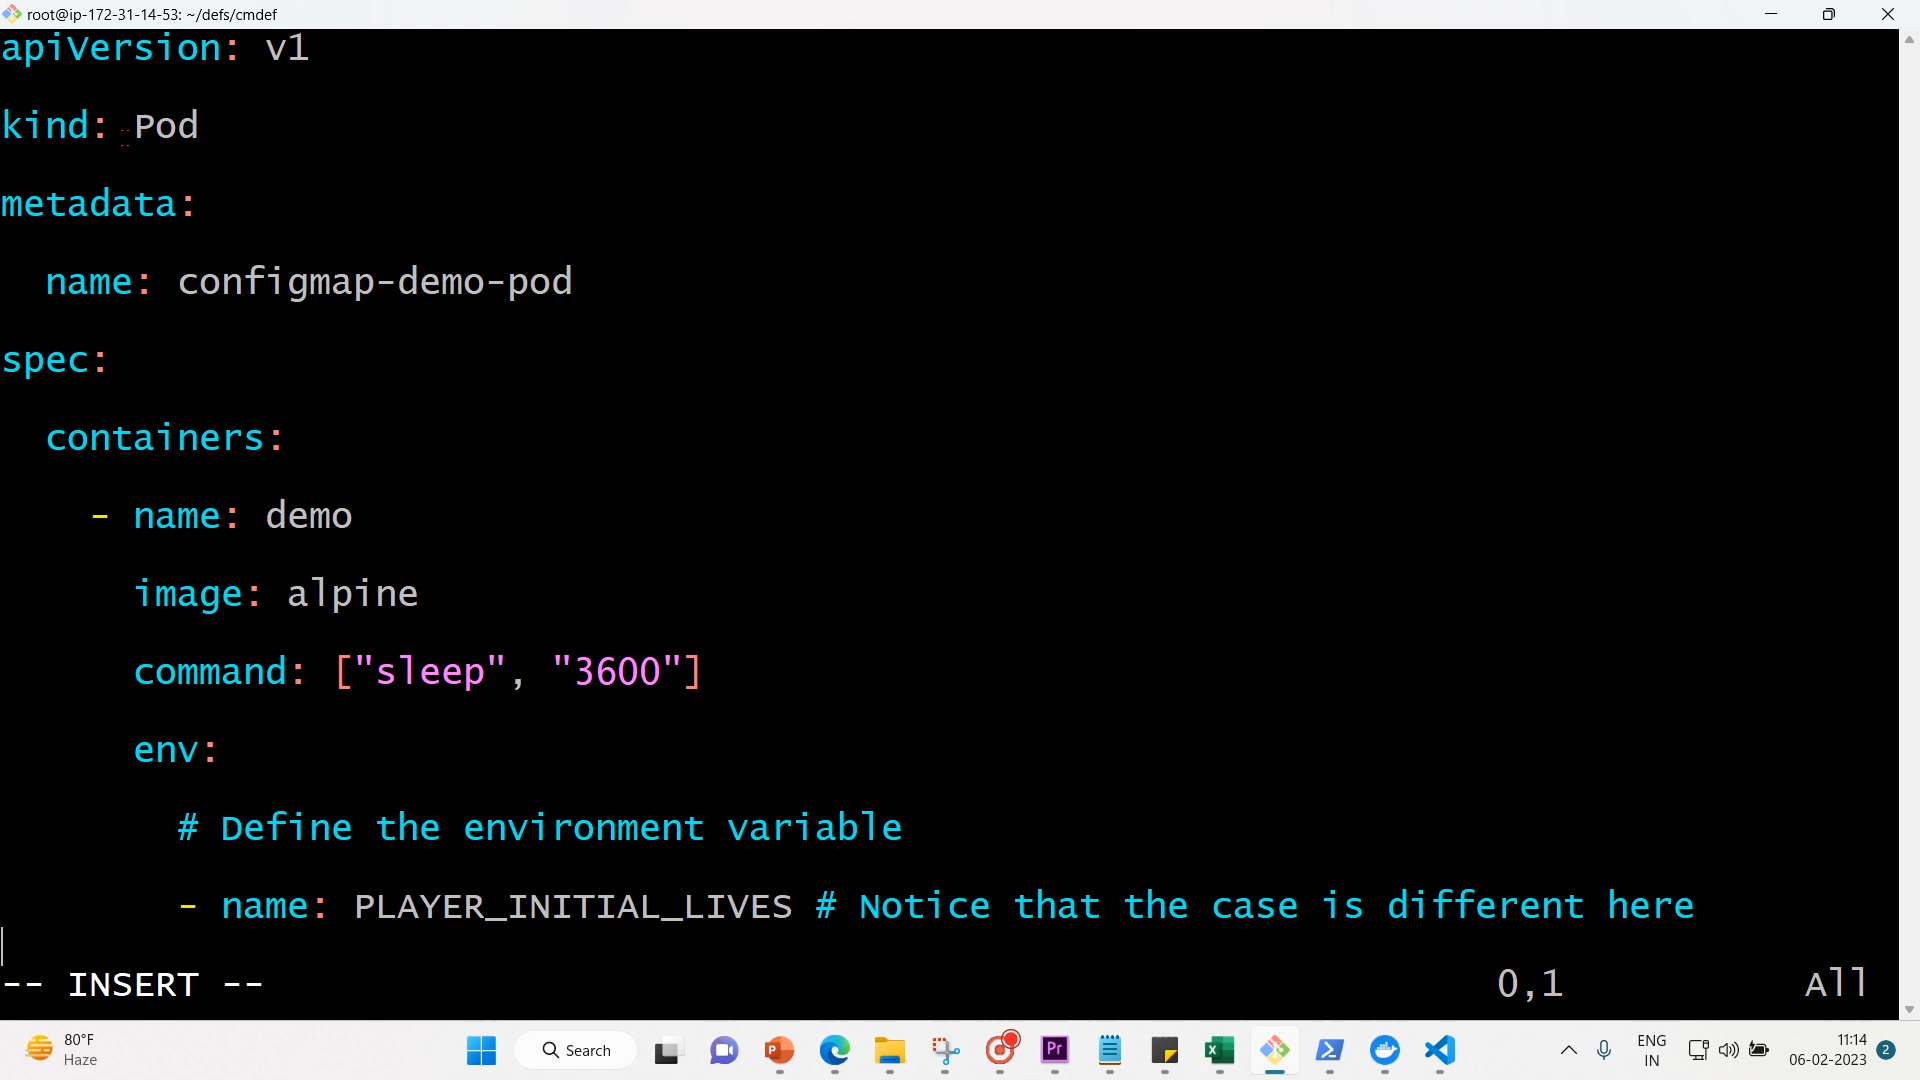 root@ip-172-31-14-53: ~/defs/cmdef
apiVersion: v1
kind: Pod
metadata:
name: configmap-demo-pod
spec:
containers:
- name: demo
image: alpine
command: ["sleep", "3600"]
env:
# Define the environment variable
- name: PLAYER_INITIAL_LIVES # Notice that the case is different here
-- INSERT -- 0,1 All
80°F
Haze
Search
P
Pr
X
ENG
IN
11:14
06-02-2023
2